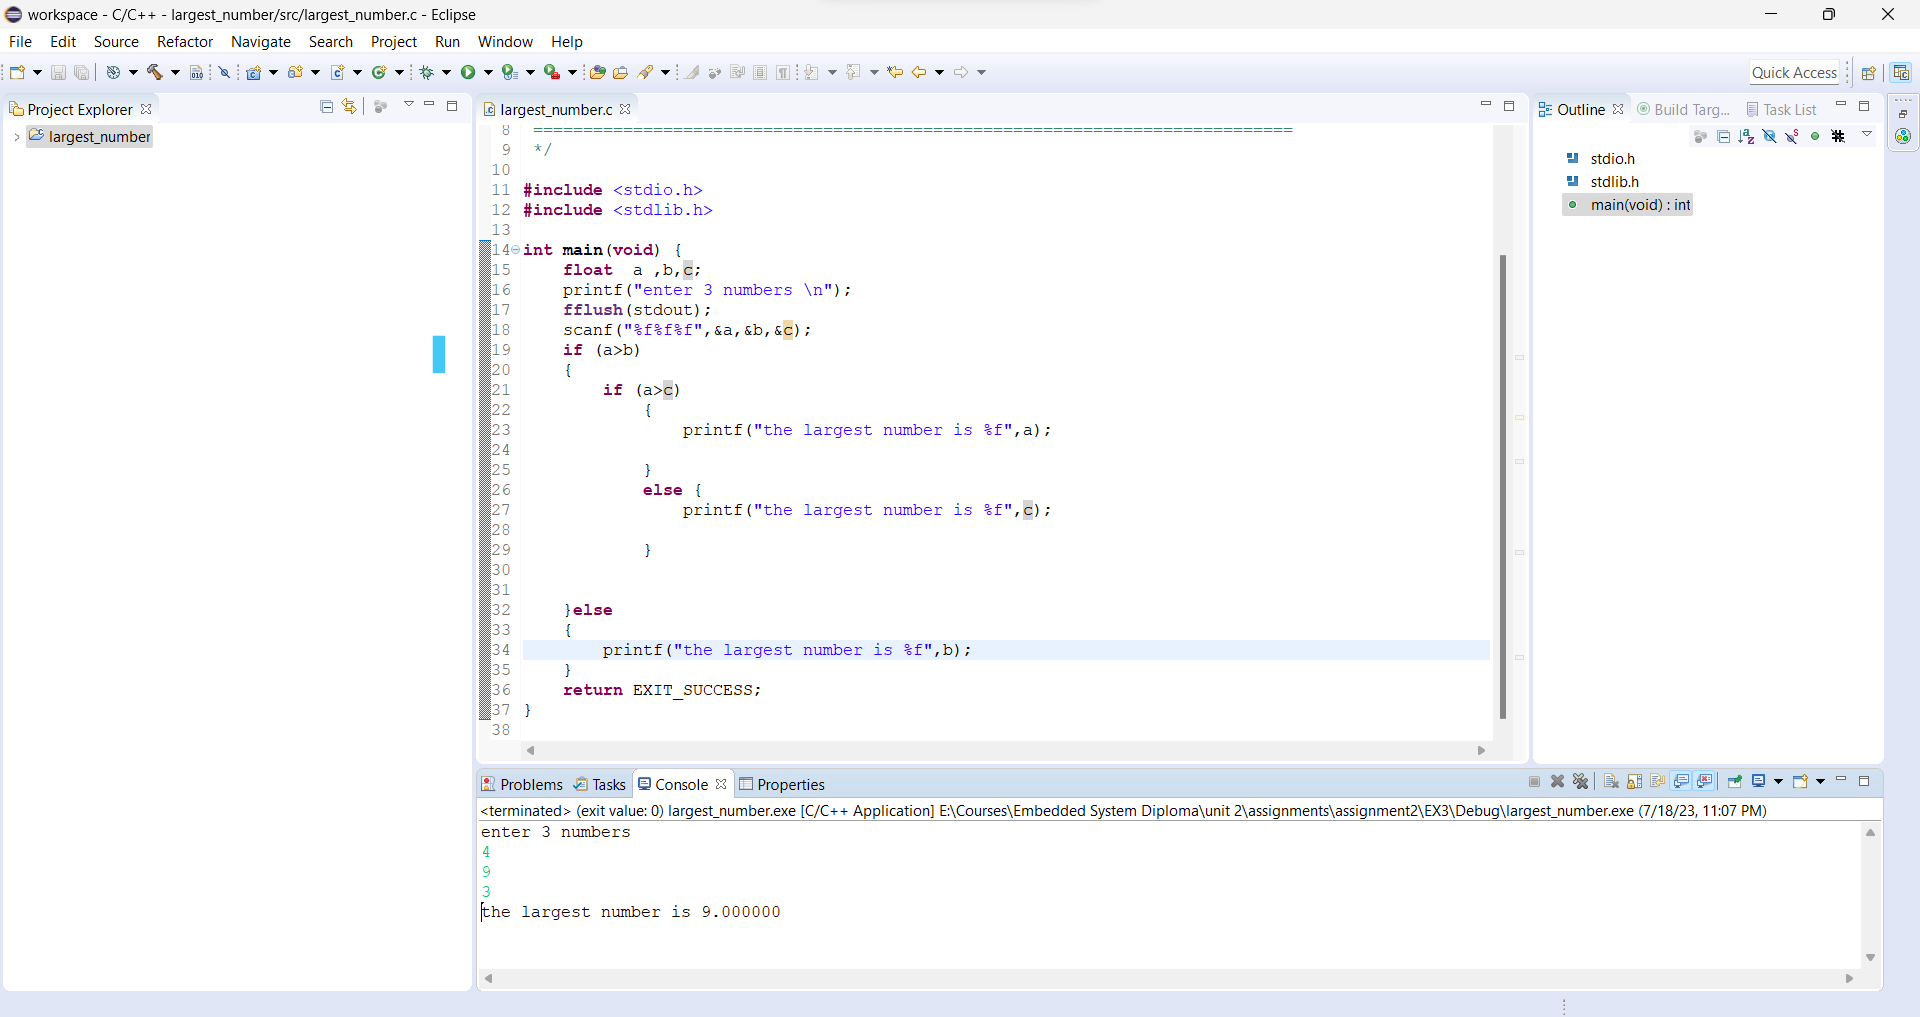 workspace - C/C++ - largest_number/src/largest_number.c - Eclipse
File Edit Source Refactor Navigate Search Project Run Window Help
Quick Access
Project Explorer
largest_number
largest_number.c
8 ============================================================================
9 */
10
11 #include <stdio.h>
12 #include <stdlib.h>
13
14 int main(void) {
15 float  a ,b,c;
16 printf("enter 3 numbers \n");
17 fflush(stdout);
18 scanf("%f%f%f",&a,&b,&c);
19 if (a>b)
20 {
21 if (a>c)
22 {
23 printf("the largest number is %f",a);
24
25 }
26 else {
27 printf("the largest number is %f",c);
28
29 }
30
31
32 }else
33 {
34 printf("the largest number is %f",b);
35 }
36 return EXIT_SUCCESS;
37 }
38
Outline Build Targ... Task List
stdio.h
stdlib.h
main(void) : int
Problems Tasks Console Properties
<terminated> (exit value: 0) largest_number.exe [C/C++ Application] E:\Courses\Embedded System Diploma\unit 2\assignments\assignment2\EX3\Debug\largest_number.exe (7/18/23, 11:07 PM)
enter 3 numbers
4
9
3
the largest number is 9.000000